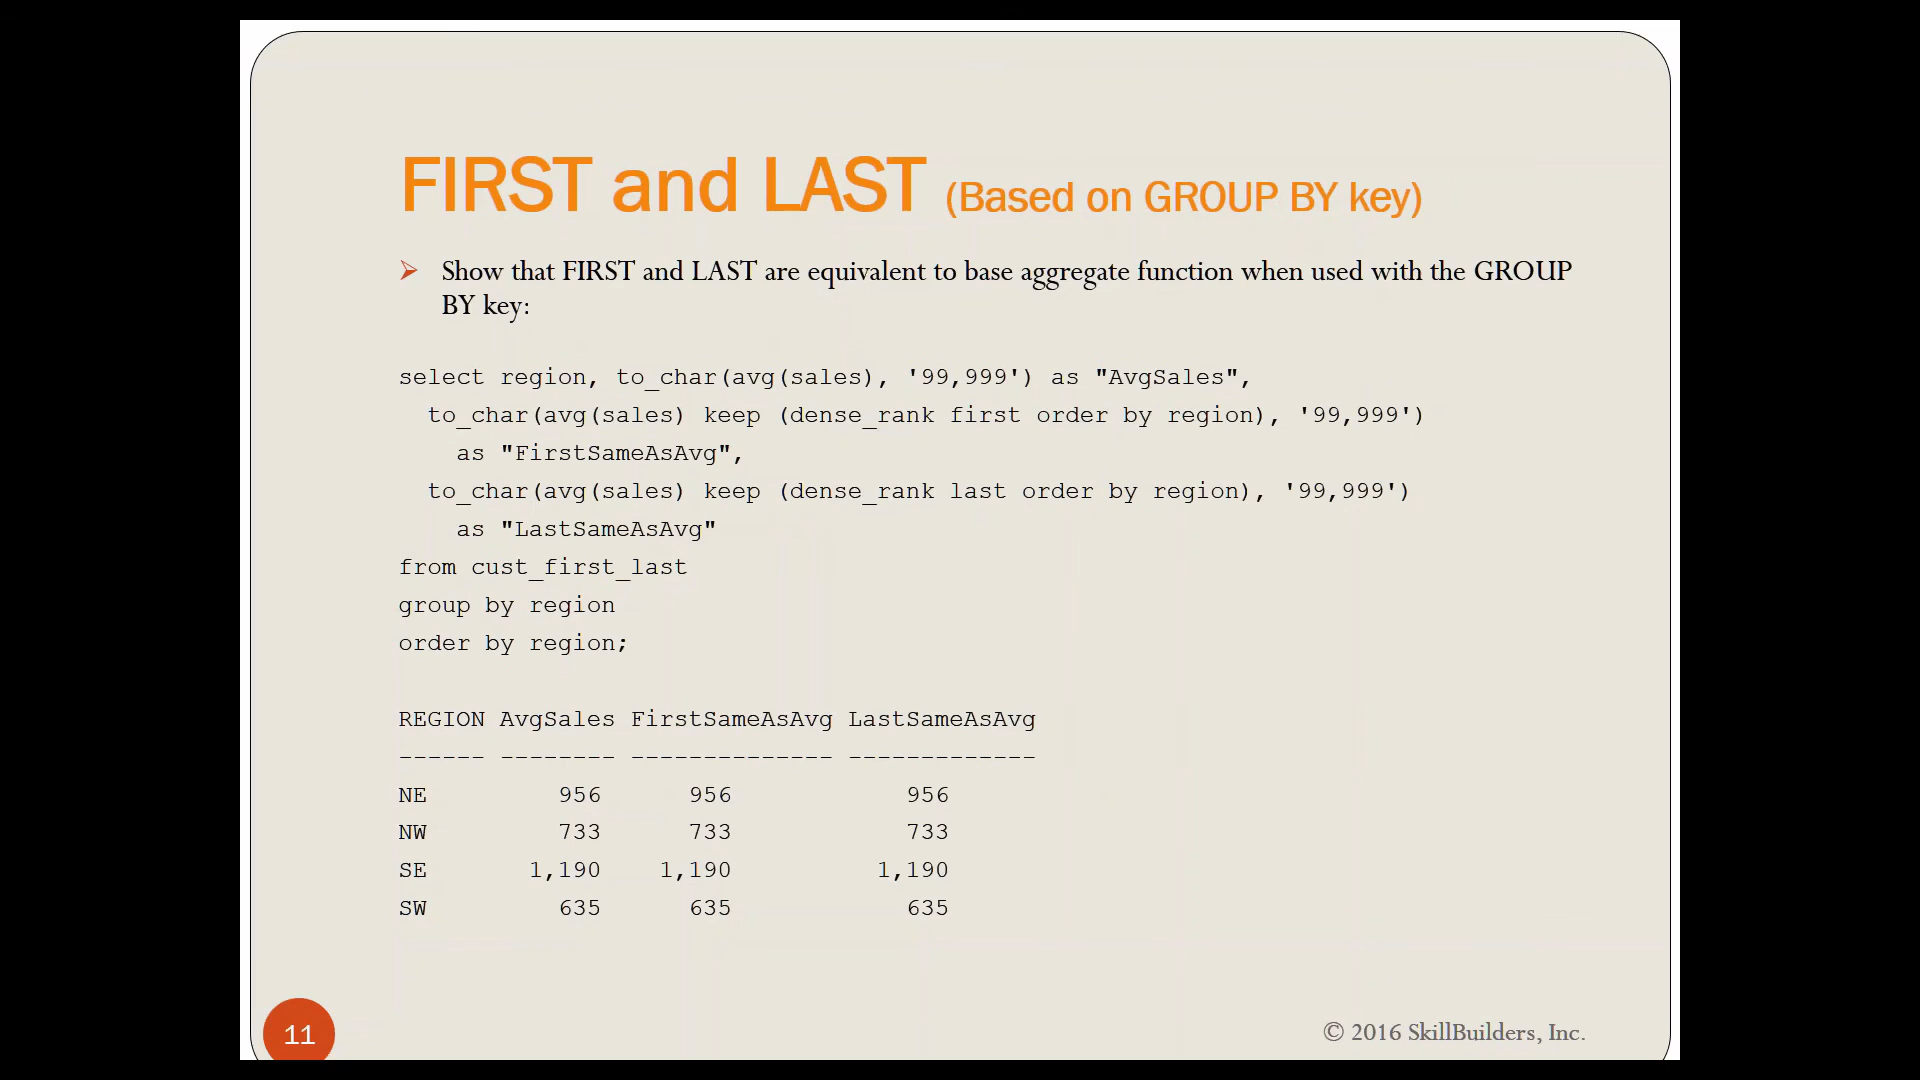 FIRST and LAST (Based on GROUP BY key)
Show that FIRST and LAST are equivalent to base aggregate function when used with the GROUP
BY key:
select region, to_char(avg(sales), '99,999') as "AvgSales",
  to_char(avg(sales) keep (dense_rank first order by region), '99,999')
    as "FirstSameAsAvg",
  to_char(avg(sales) keep (dense_rank last order by region), '99,999')
    as "LastSameAsAvg"
from cust_first_last
group by region
order by region;
REGION AvgSales FirstSameAsAvg LastSameAsAvg
------ -------- -------------- -------------
NE 956 956 956
NW 733 733 733
SE 1,190 1,190 1,190
SW 635 635 635
11
© 2016 SkillBuilders, Inc.